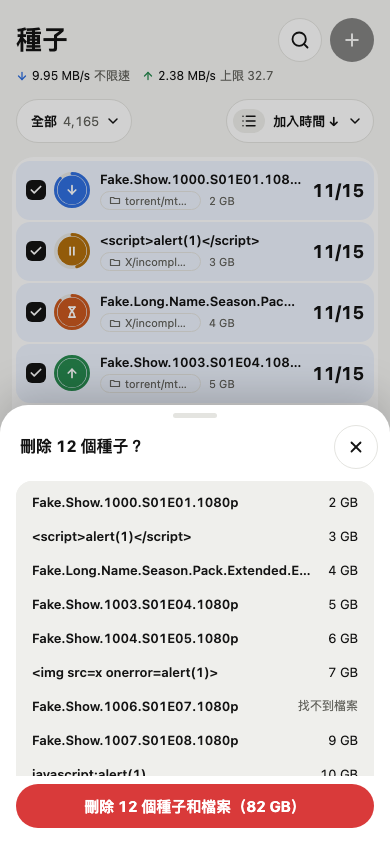 種子
9.95 MB/s 不限速 2.38 MB/s 上限 32.7
全部 4,165 加入時間
Fake.Show.1000.S01E01.108... 11/15
torrent/mt... 2 GB
<script>alert(1)</script> 11/15
X/incompl... 3 GB
Fake.Long.Name.Season.Pac... 11/15
X/incompl... 4 GB
Fake.Show.1003.S01E04.108... 11/15
torrent/mt... 5 GB
刪除 12 個種子？
Fake.Show.1000.S01E01.1080p 2 GB
<script>alert(1)</script> 3 GB
Fake.Long.Name.Season.Pack.Extended.E... 4 GB
Fake.Show.1003.S01E04.1080p 5 GB
Fake.Show.1004.S01E05.1080p 6 GB
<img src=x onerror=alert(1)> 7 GB
Fake.Show.1006.S01E07.1080p 找不到檔案
Fake.Show.1007.S01E08.1080p 9 GB
javascript:alert(1) 10 GB
刪除 12 個種子和檔案（82 GB）